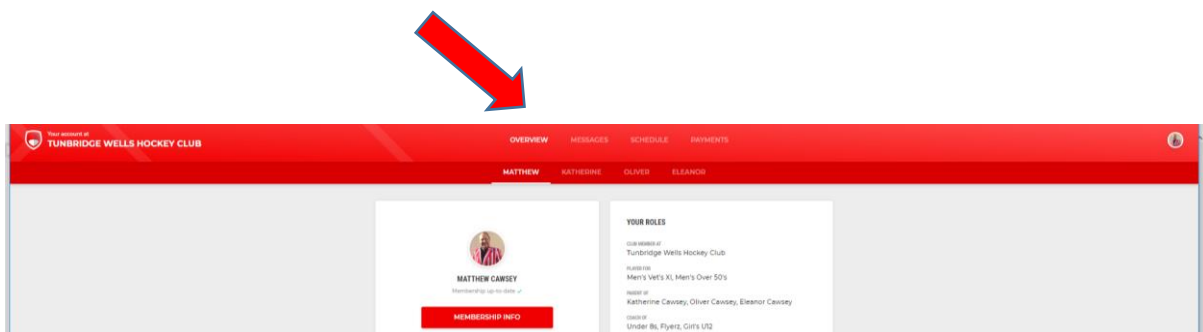 Your account at
TUNBRIDGE WELLS HOCKEY CLUB
OVERVIEW MESSAGES SCHEDULE PAYMENTS
MATTHEW KATHERINE OLIVER ELEANOR
MATTHEW CAWSEY
Membership up to date
MEMBERSHIP INFO
YOUR ROLES
CLUB MEMBER AT
Tunbridge Wells Hockey Club
PLAYER FOR
Men's Vet's XI, Men's Over 50's
PARENT OF
Katherine Cawsey, Oliver Cawsey, Eleanor Cawsey
COACH OF
Under 8s, Flyerz, Girl's U12